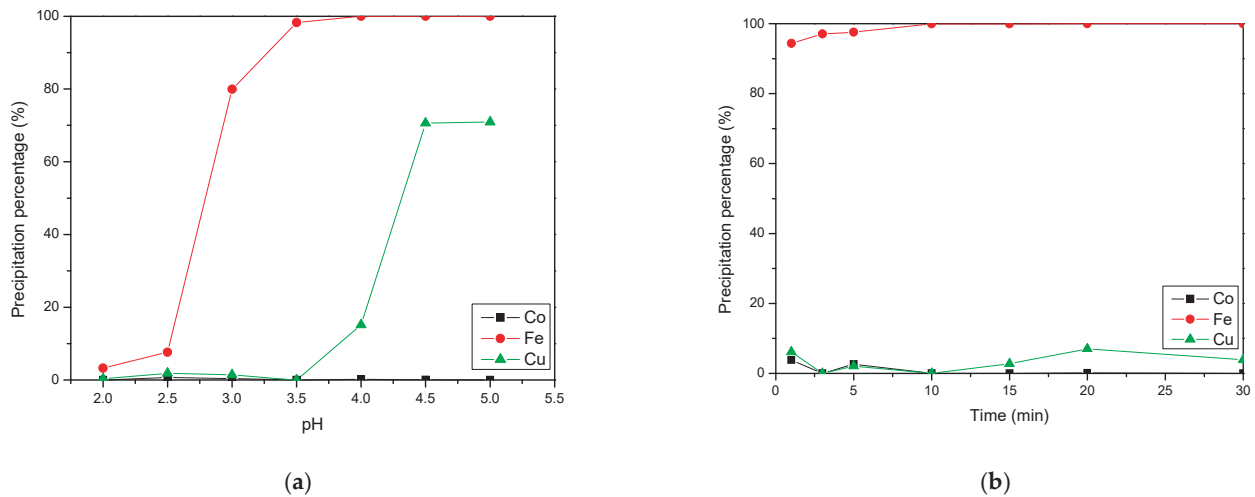 100
80
60
40
20
0
Precipitation percentage (%)
2.0 2.5 3.0 3.5 4.0 4.5 5.0 5.5
pH
Co
Fe
Cu
(a)
100
80
60
40
20
0
Precipitation percentage (%)
0 5 10 15 20 25 30
Time (min)
Co
Fe
Cu
(b)